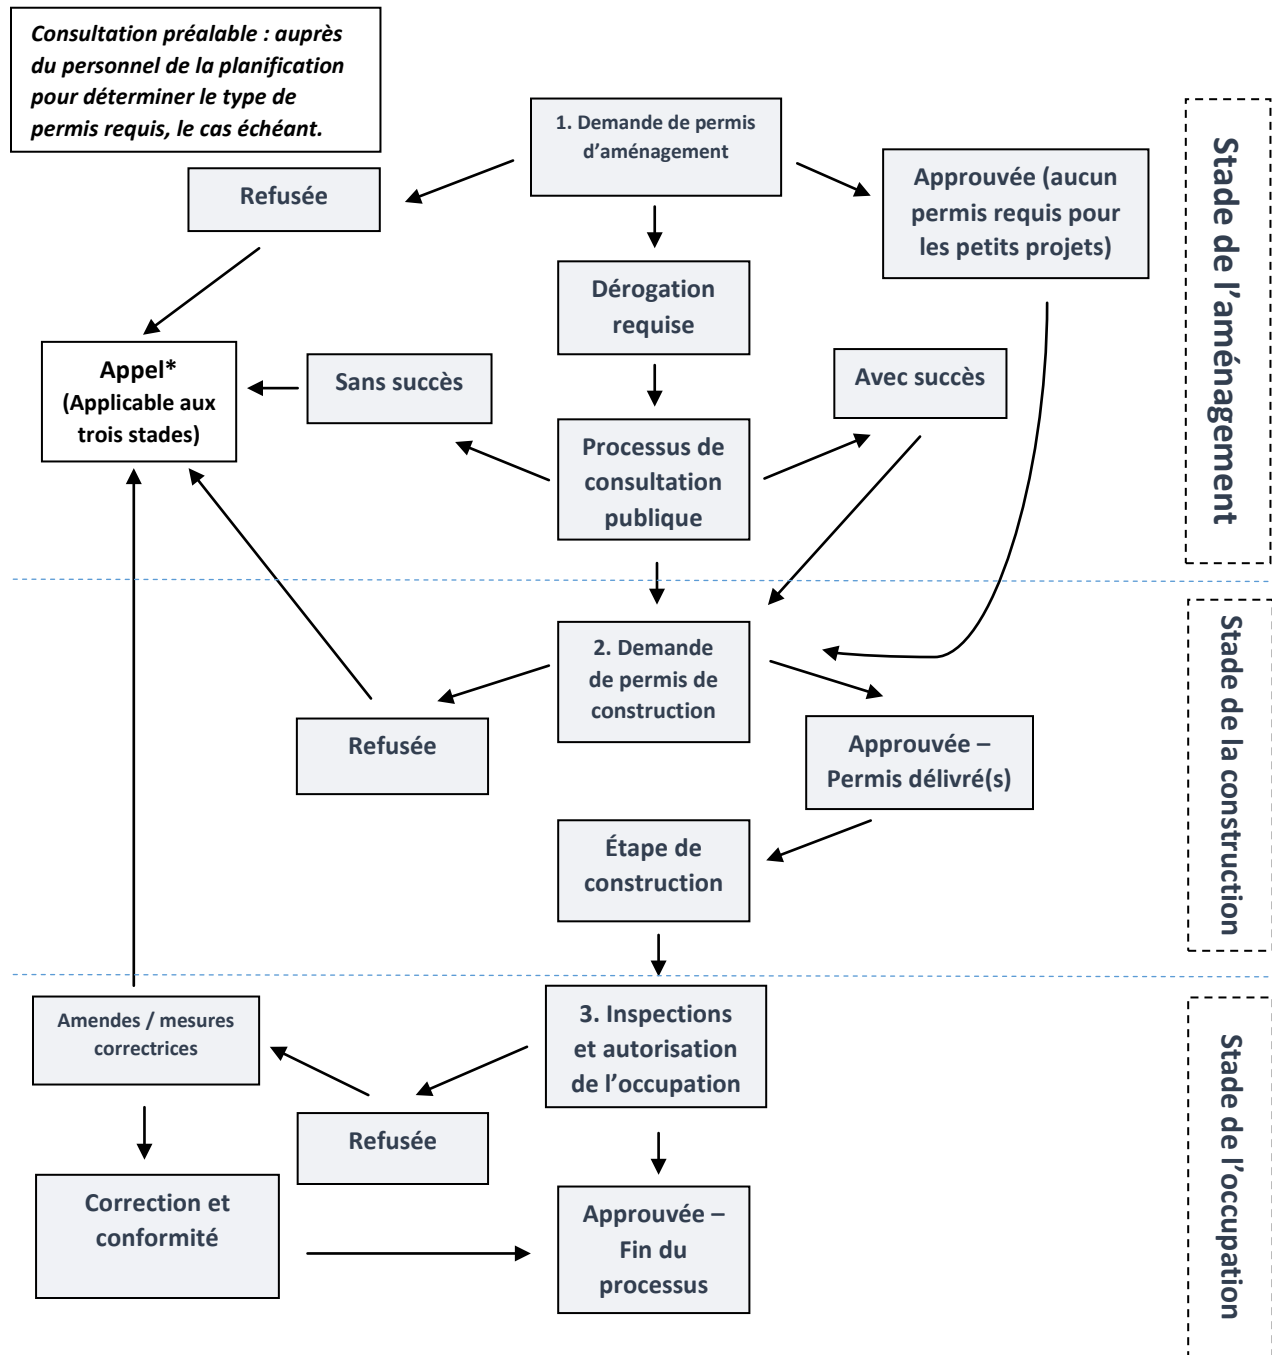 Consultation préalable : auprès
du personnel de la planification
pour déterminer le type de
permis requis, le cas échéant.
1. Demande de permis
d'aménagement
Refusée
Approuvée (aucun
permis requis pour
les petits projets)
Dérogation
requise
Appel*
(Applicable aux
trois stades)
Sans succès
Avec succès
Processus de
consultation
publique
Stade de l'aménagement
2. Demande
de permis de
construction
Refusée
Approuvée –
Permis délivré(s)
Étape de
construction
Stade de la construction
Amendes / mesures
correctrices
3. Inspections
et autorisation
de l'occupation
Refusée
Correction et
conformité
Approuvée –
Fin du
processus
Stade de l'occupation